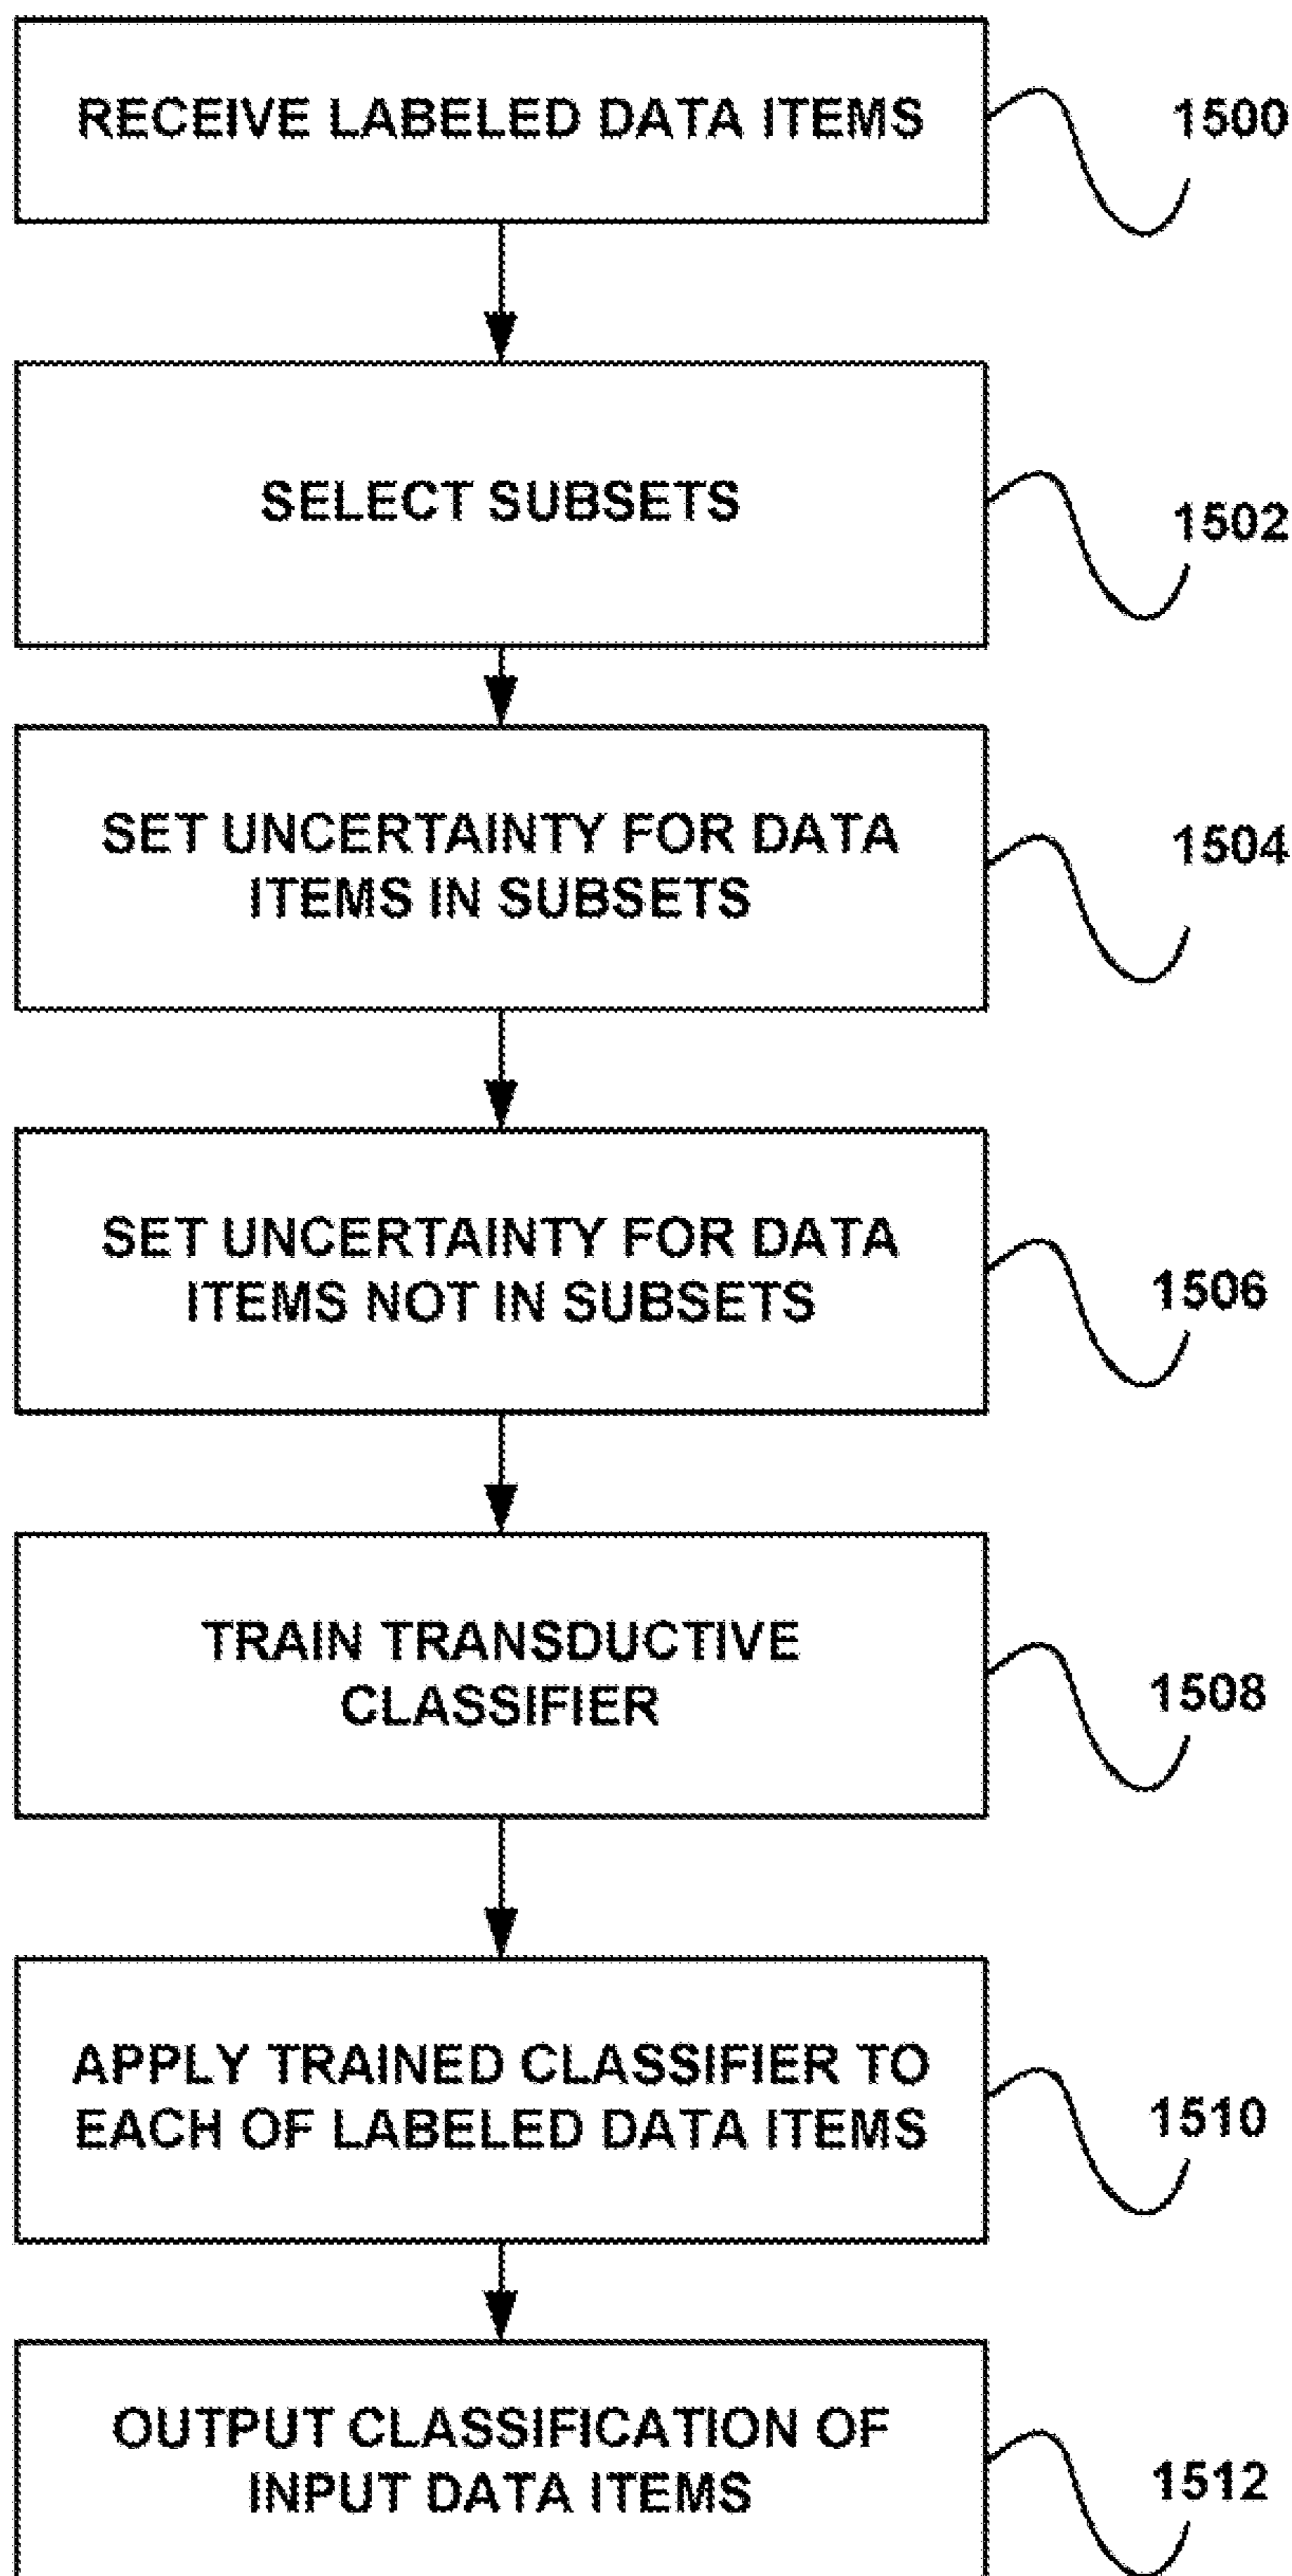 RECEIVE LABELED DATA ITEMS
1500
SELECT SUBSETS
1502
SET UNCERTAINTY FOR DATA
ITEMS IN SUBSETS
1504
SET UNCERTAINTY FOR DATA
ITEMS NOT IN SUBSETS
1506
TRAIN TRANSDUCTIVE
CLASSIFIER
1508
APPLY TRAINED CLASSIFIER TO
EACH OF LABELED DATA ITEMS
1510
OUTPUT CLASSIFICATION OF
INPUT DATA ITEMS
1512